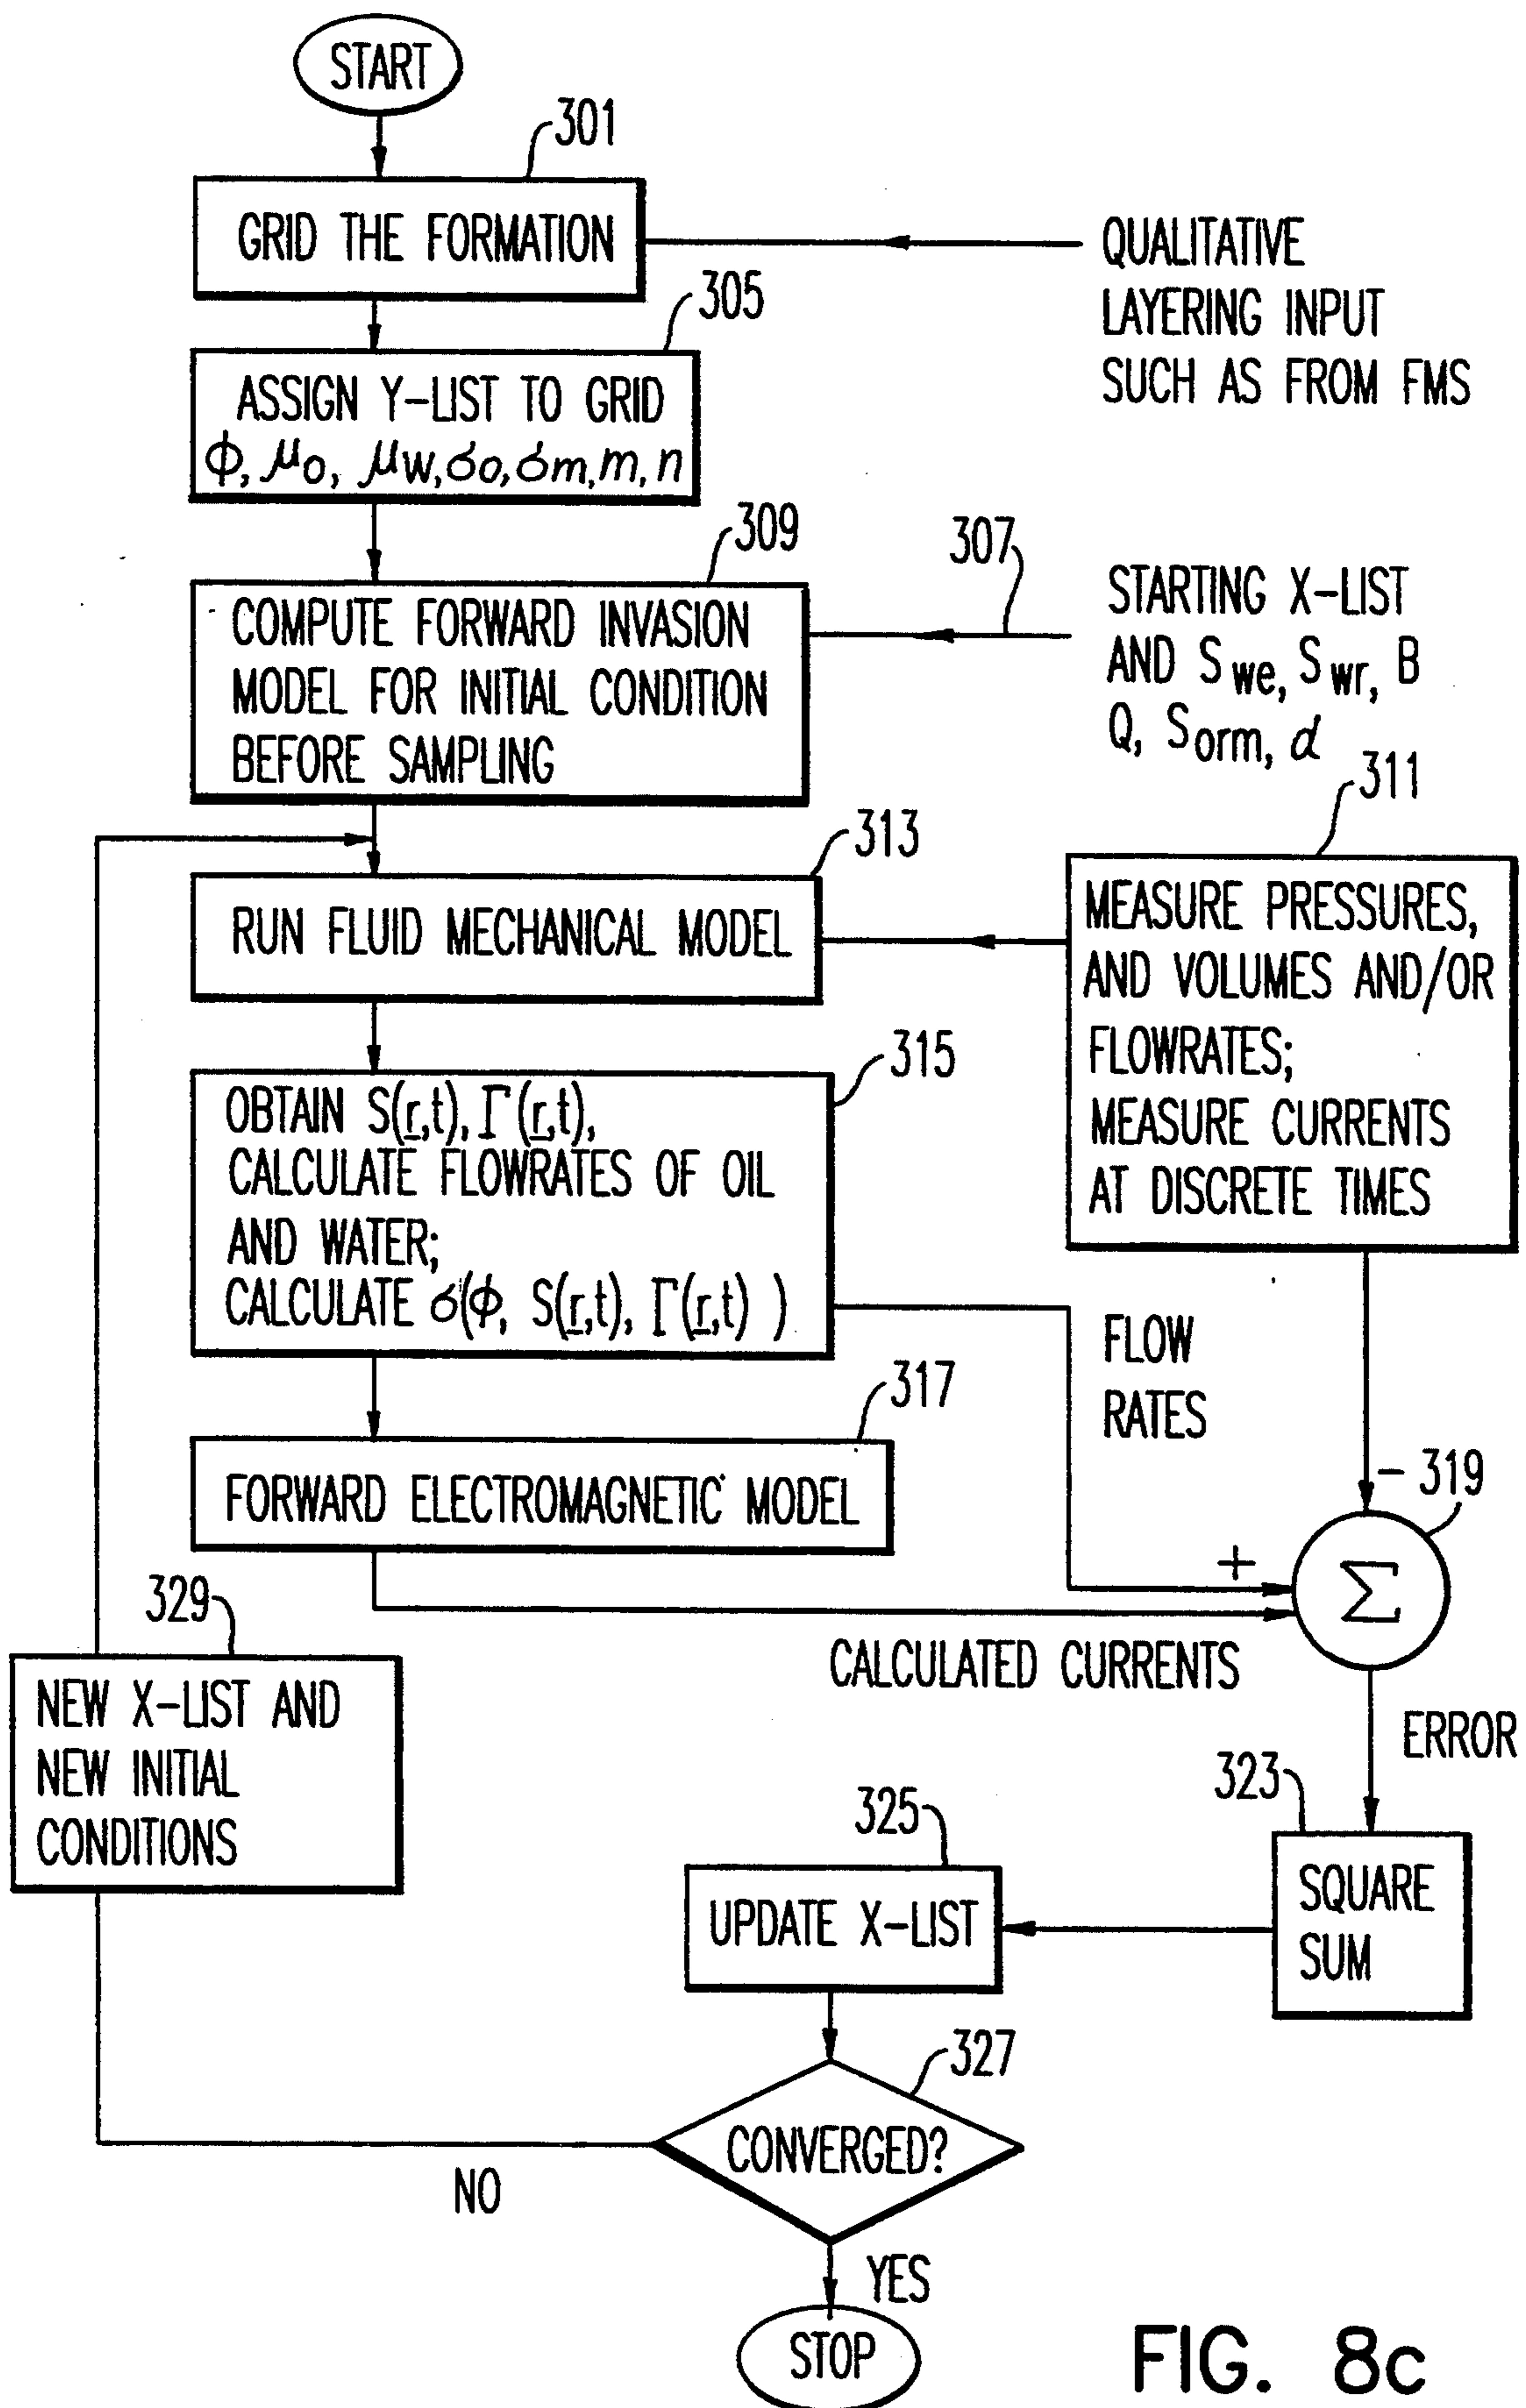 START
301
GRID THE FORMATION
QUALITATIVE
LAYERING INPUT
SUCH AS FROM FMS
305
ASSIGN Y-LIST TO GRID
ϕ, μo, μw, σo, σm, m, n
309
COMPUTE FORWARD INVASION
MODEL FOR INITIAL CONDITION
BEFORE SAMPLING
307
STARTING X-LIST
AND Swe, Swr, B
Q, Sorm, d
311
MEASURE PRESSURES,
AND VOLUMES AND/OR
FLOWRATES;
MEASURE CURRENTS
AT DISCRETE TIMES
313
RUN FLUID MECHANICAL MODEL
315
OBTAIN S(r,t), Γ(r,t),
CALCULATE FLOWRATES OF OIL
AND WATER;
CALCULATE σ(ϕ, S(r,t), Γ(r,t) )
FLOW
RATES
317
FORWARD ELECTROMAGNETIC MODEL
- 319
+
Σ
CALCULATED CURRENTS
ERROR
329
NEW X-LIST AND
NEW INITIAL
CONDITIONS
323
SQUARE
SUM
325
UPDATE X-LIST
327
CONVERGED?
NO
YES
STOP
FIG. 8c